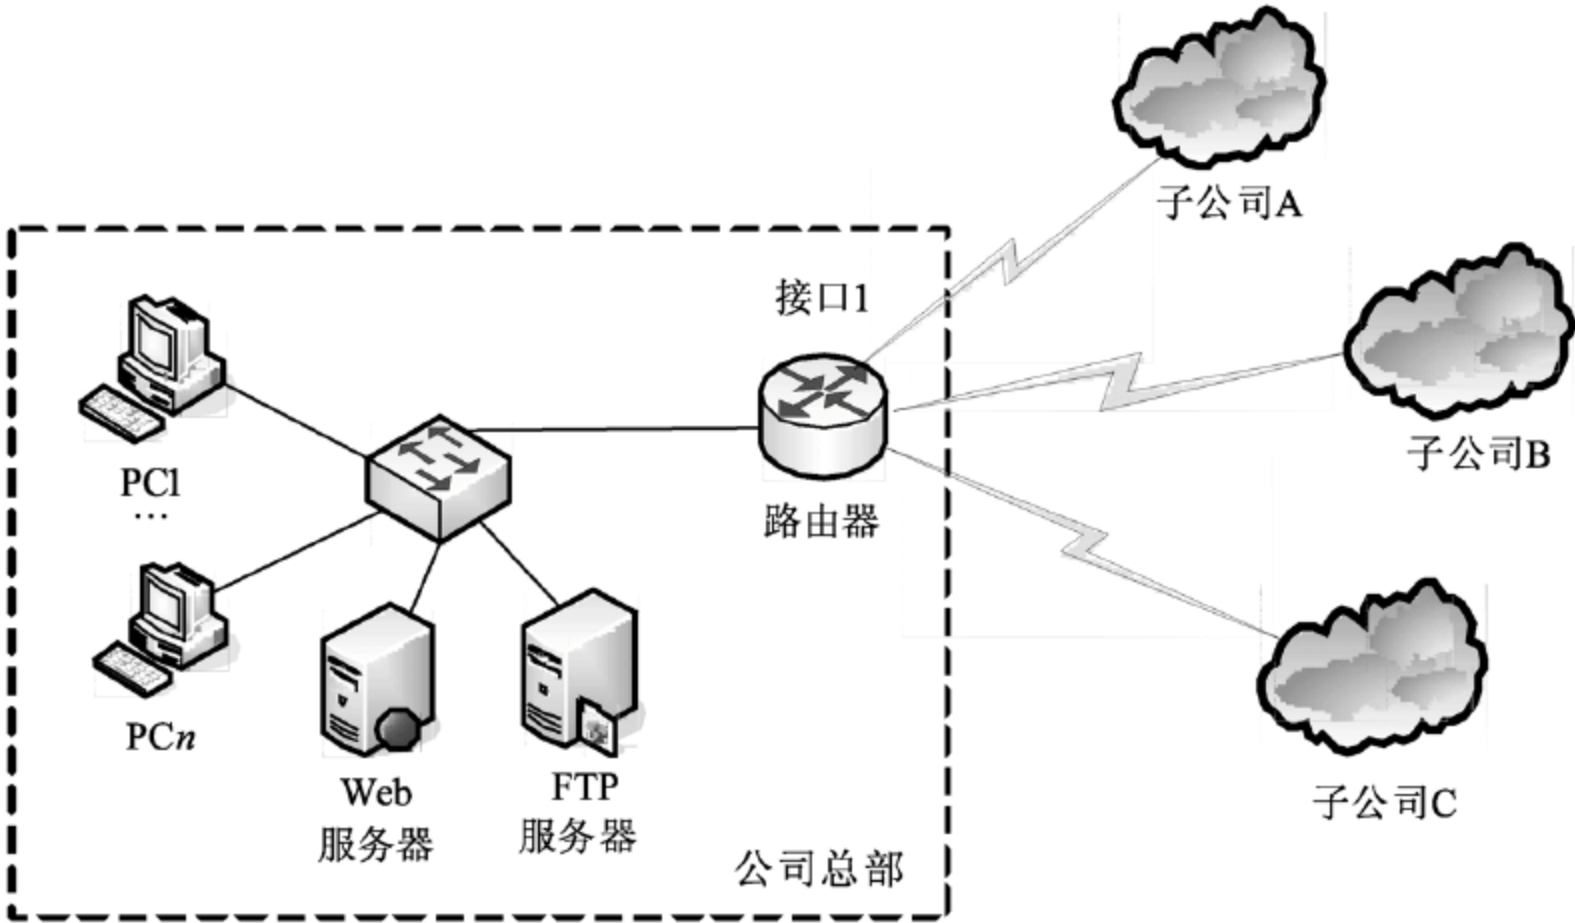 子公司A
接口1
子公司B
PC1
...
路由器
PCn
Web
服务器
FTP
服务器
子公司C
公司总部